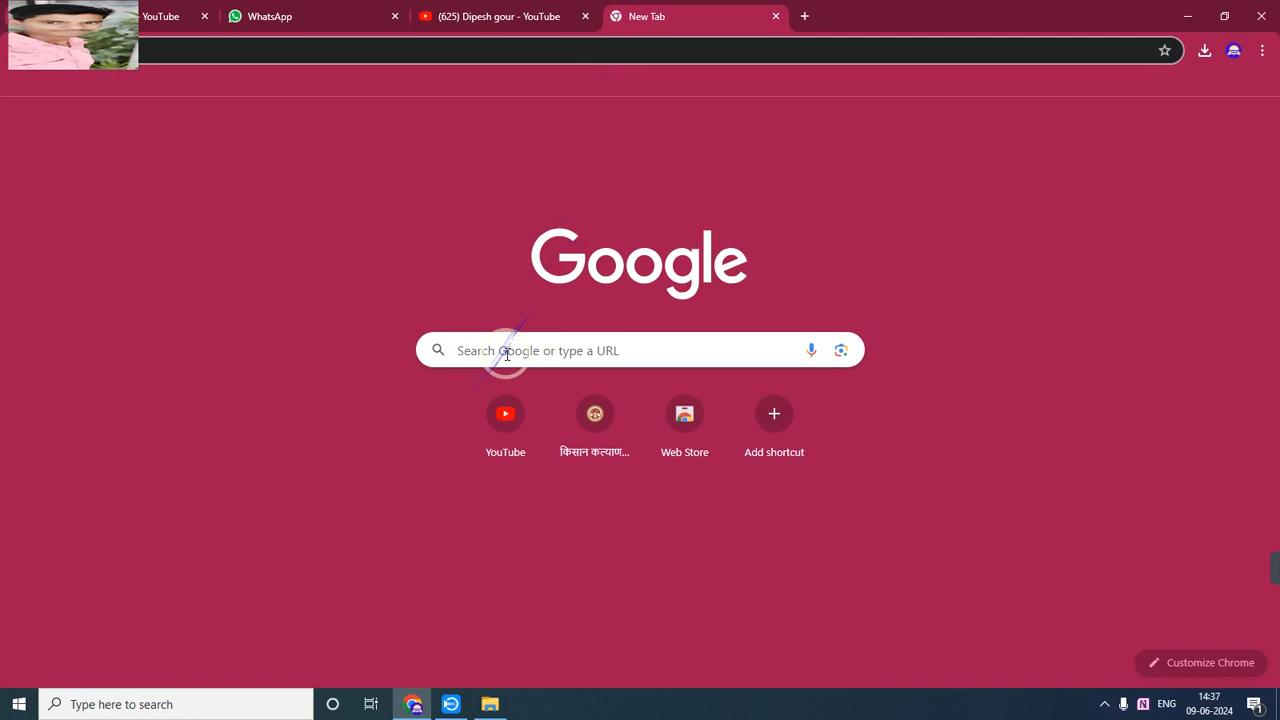 YouTube
WhatsApp
(625) Dipesh gour - YouTube
New Tab
Google
Search Google or type a URL
YouTube
किसान कल्याण...
Web Store
Add shortcut
Customize Chrome
Type here to search
ENG
14:37
09-06-2024
1